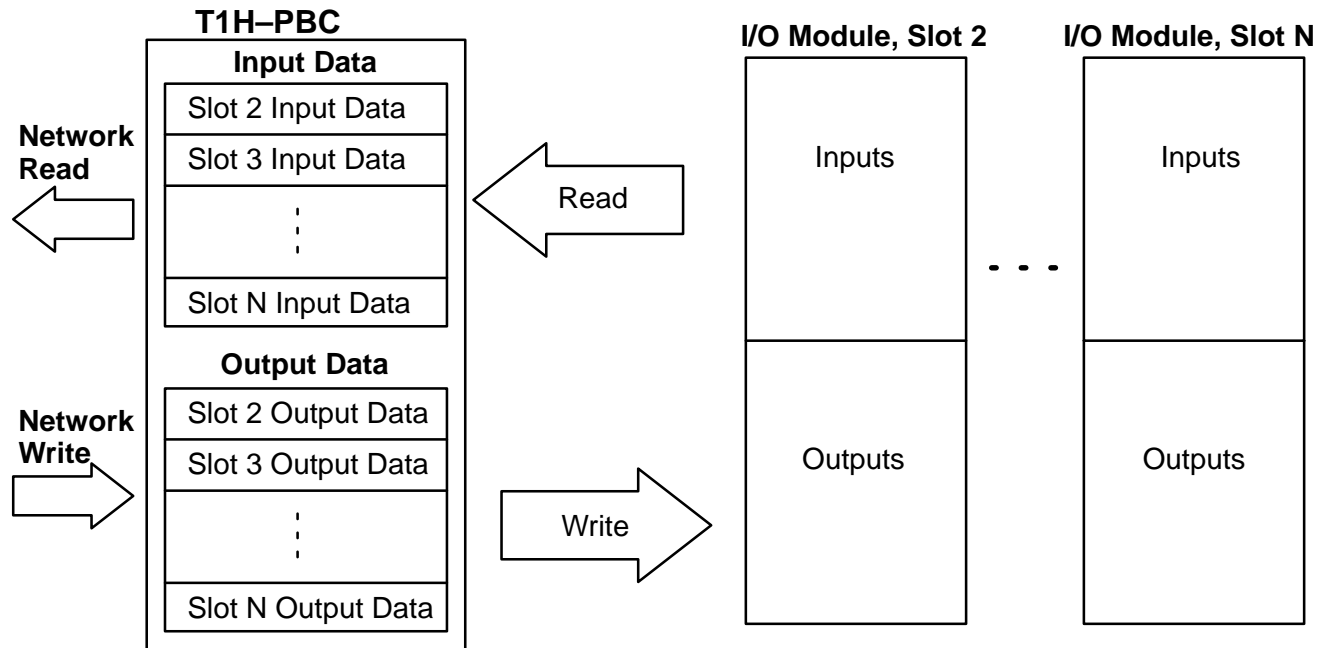 T1H–PBC
Input Data
Slot 2 Input Data
Slot 3 Input Data
Slot N Input Data
Output Data
Slot 2 Output Data
Slot 3 Output Data
Slot N Output Data
Network
Read
Network
Write
Read
Write
I/O Module, Slot 2
Inputs
Outputs
I/O Module, Slot N
Inputs
Outputs